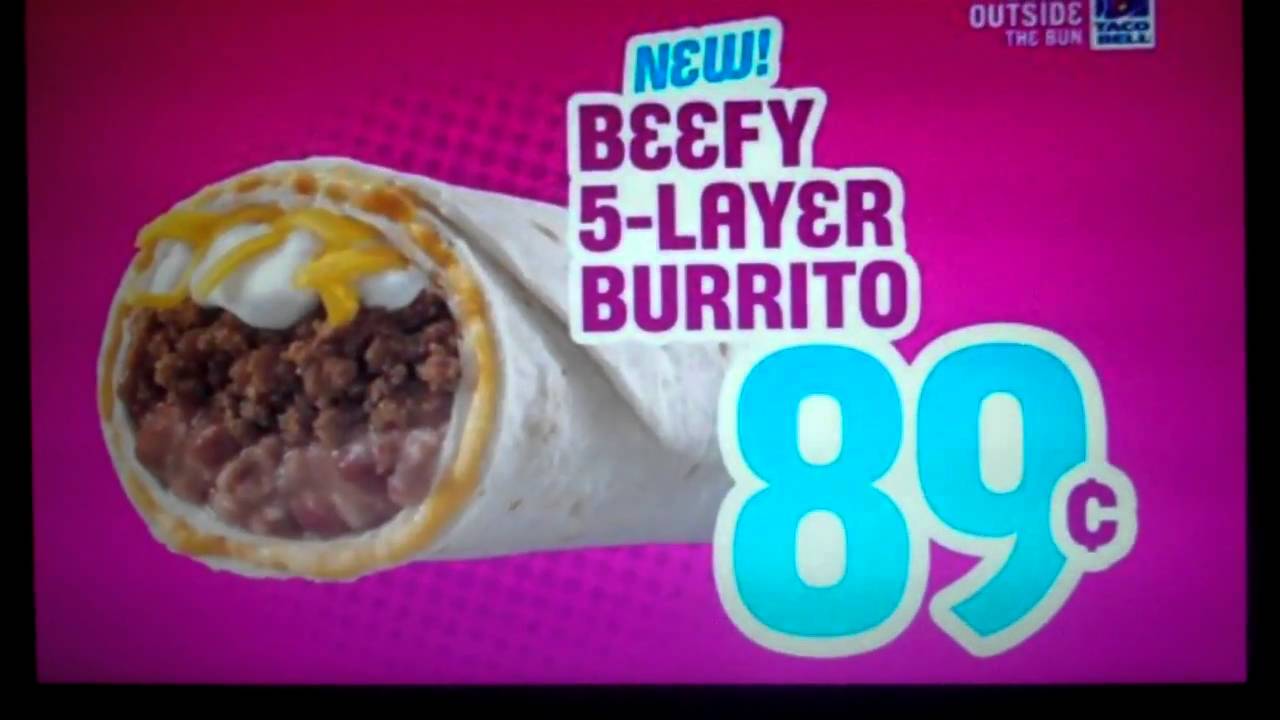 OUTSIDE
THE BUN
TACO
BELL
NEW!
BEEFY
5-LAYER
BURRITO
89¢